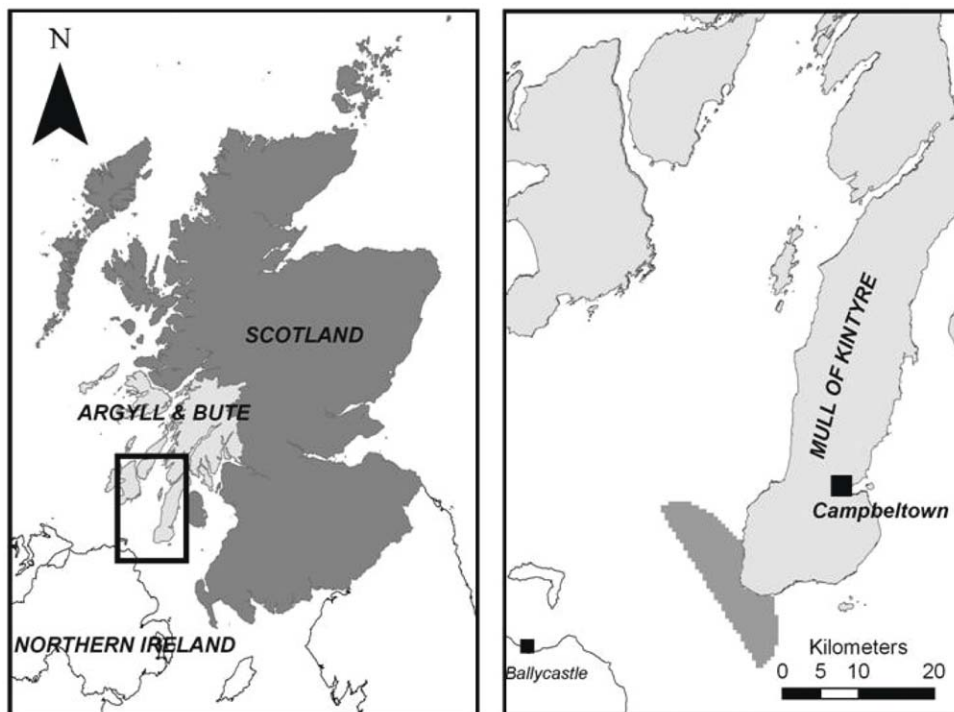 N
SCOTLAND
ARGYLL & BUTE
NORTHERN IRELAND
MULL OF KINTYRE
Campbeltown
Ballycastle
Kilometers
0 5 10 20